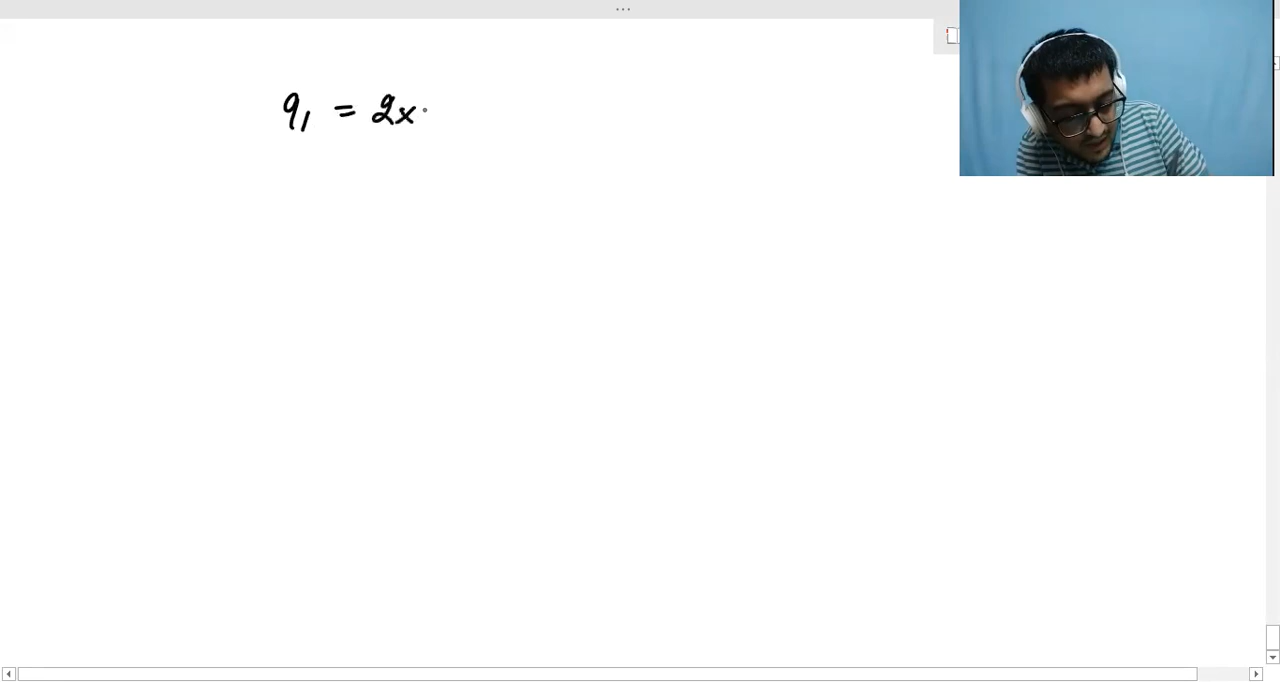 q₁ = 2x